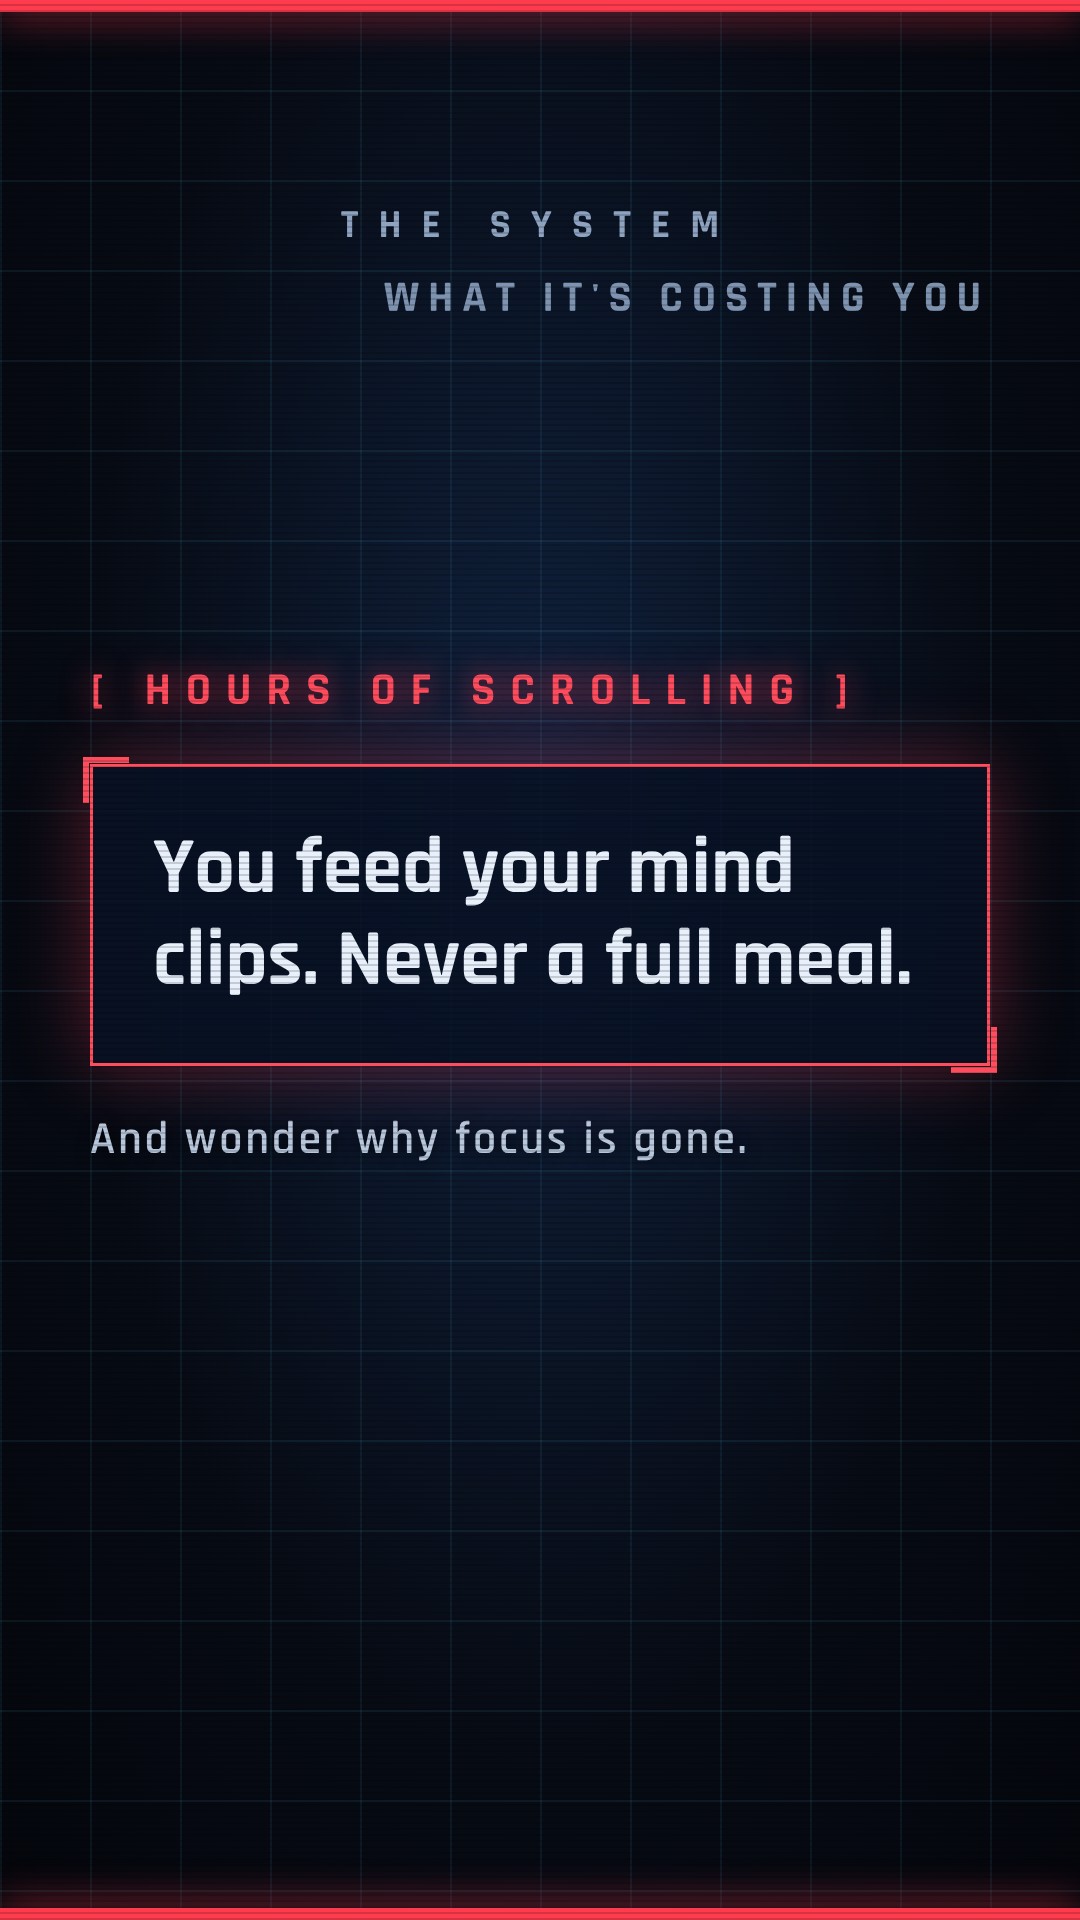 THE SYSTEM
WHAT IT'S COSTING YOU
[ HOURS OF SCROLLING ]
You feed your mind
clips. Never a full meal.
And wonder why focus is gone.